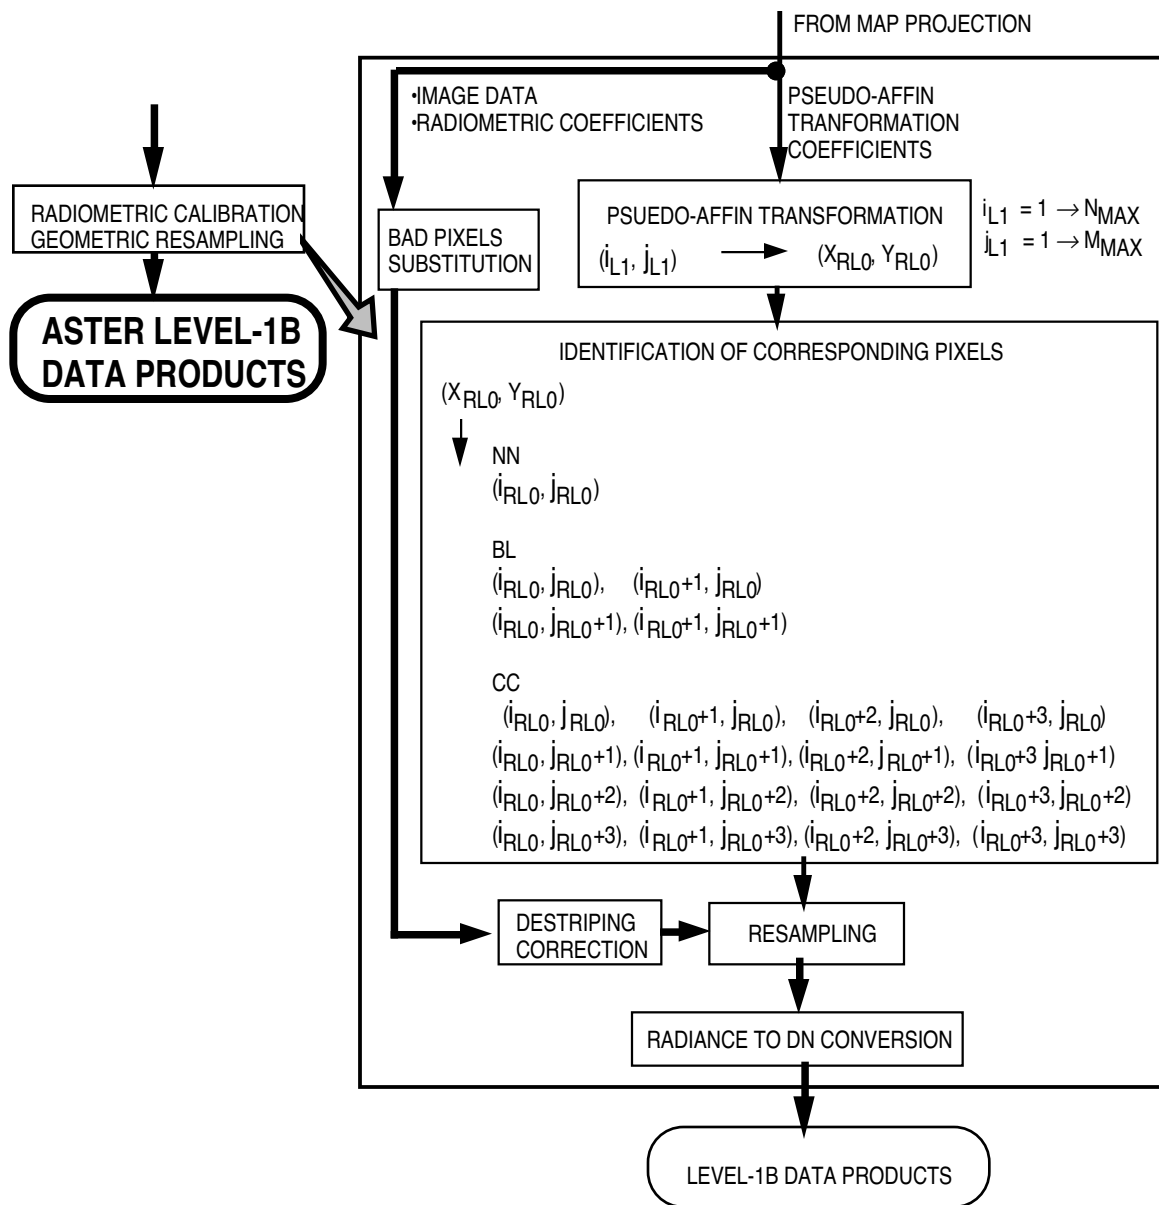 FROM MAP PROJECTION
•IMAGE DATA
•RADIOMETRIC COEFFICIENTS
PSEUDO-AFFIN
TRANFORMATION
COEFFICIENTS
RADIOMETRIC CALIBRATION
GEOMETRIC RESAMPLING
ASTER LEVEL-1B
DATA PRODUCTS
BAD PIXELS
SUBSTITUTION
PSUEDO-AFFIN TRANSFORMATION
(iL1, jL1) → (XRL0, YRL0)
iL1 = 1 → NMAX
jL1 = 1 → MMAX
IDENTIFICATION OF CORRESPONDING PIXELS
(XRL0, YRL0)
NN
(iRL0, jRL0)
BL
(iRL0, jRL0), (iRL0+1, jRL0)
(iRL0, jRL0+1), (iRL0+1, jRL0+1)
CC
(iRL0, jRL0), (iRL0+1, jRL0), (iRL0+2, jRL0), (iRL0+3, jRL0)
(iRL0, jRL0+1), (iRL0+1, jRL0+1), (iRL0+2, jRL0+1), (iRL0+3 jRL0+1)
(iRL0, jRL0+2), (iRL0+1, jRL0+2), (iRL0+2, jRL0+2), (iRL0+3, jRL0+2)
(iRL0, jRL0+3), (iRL0+1, jRL0+3), (iRL0+2, jRL0+3), (iRL0+3, jRL0+3)
DESTRIPING
CORRECTION
RESAMPLING
RADIANCE TO DN CONVERSION
LEVEL-1B DATA PRODUCTS